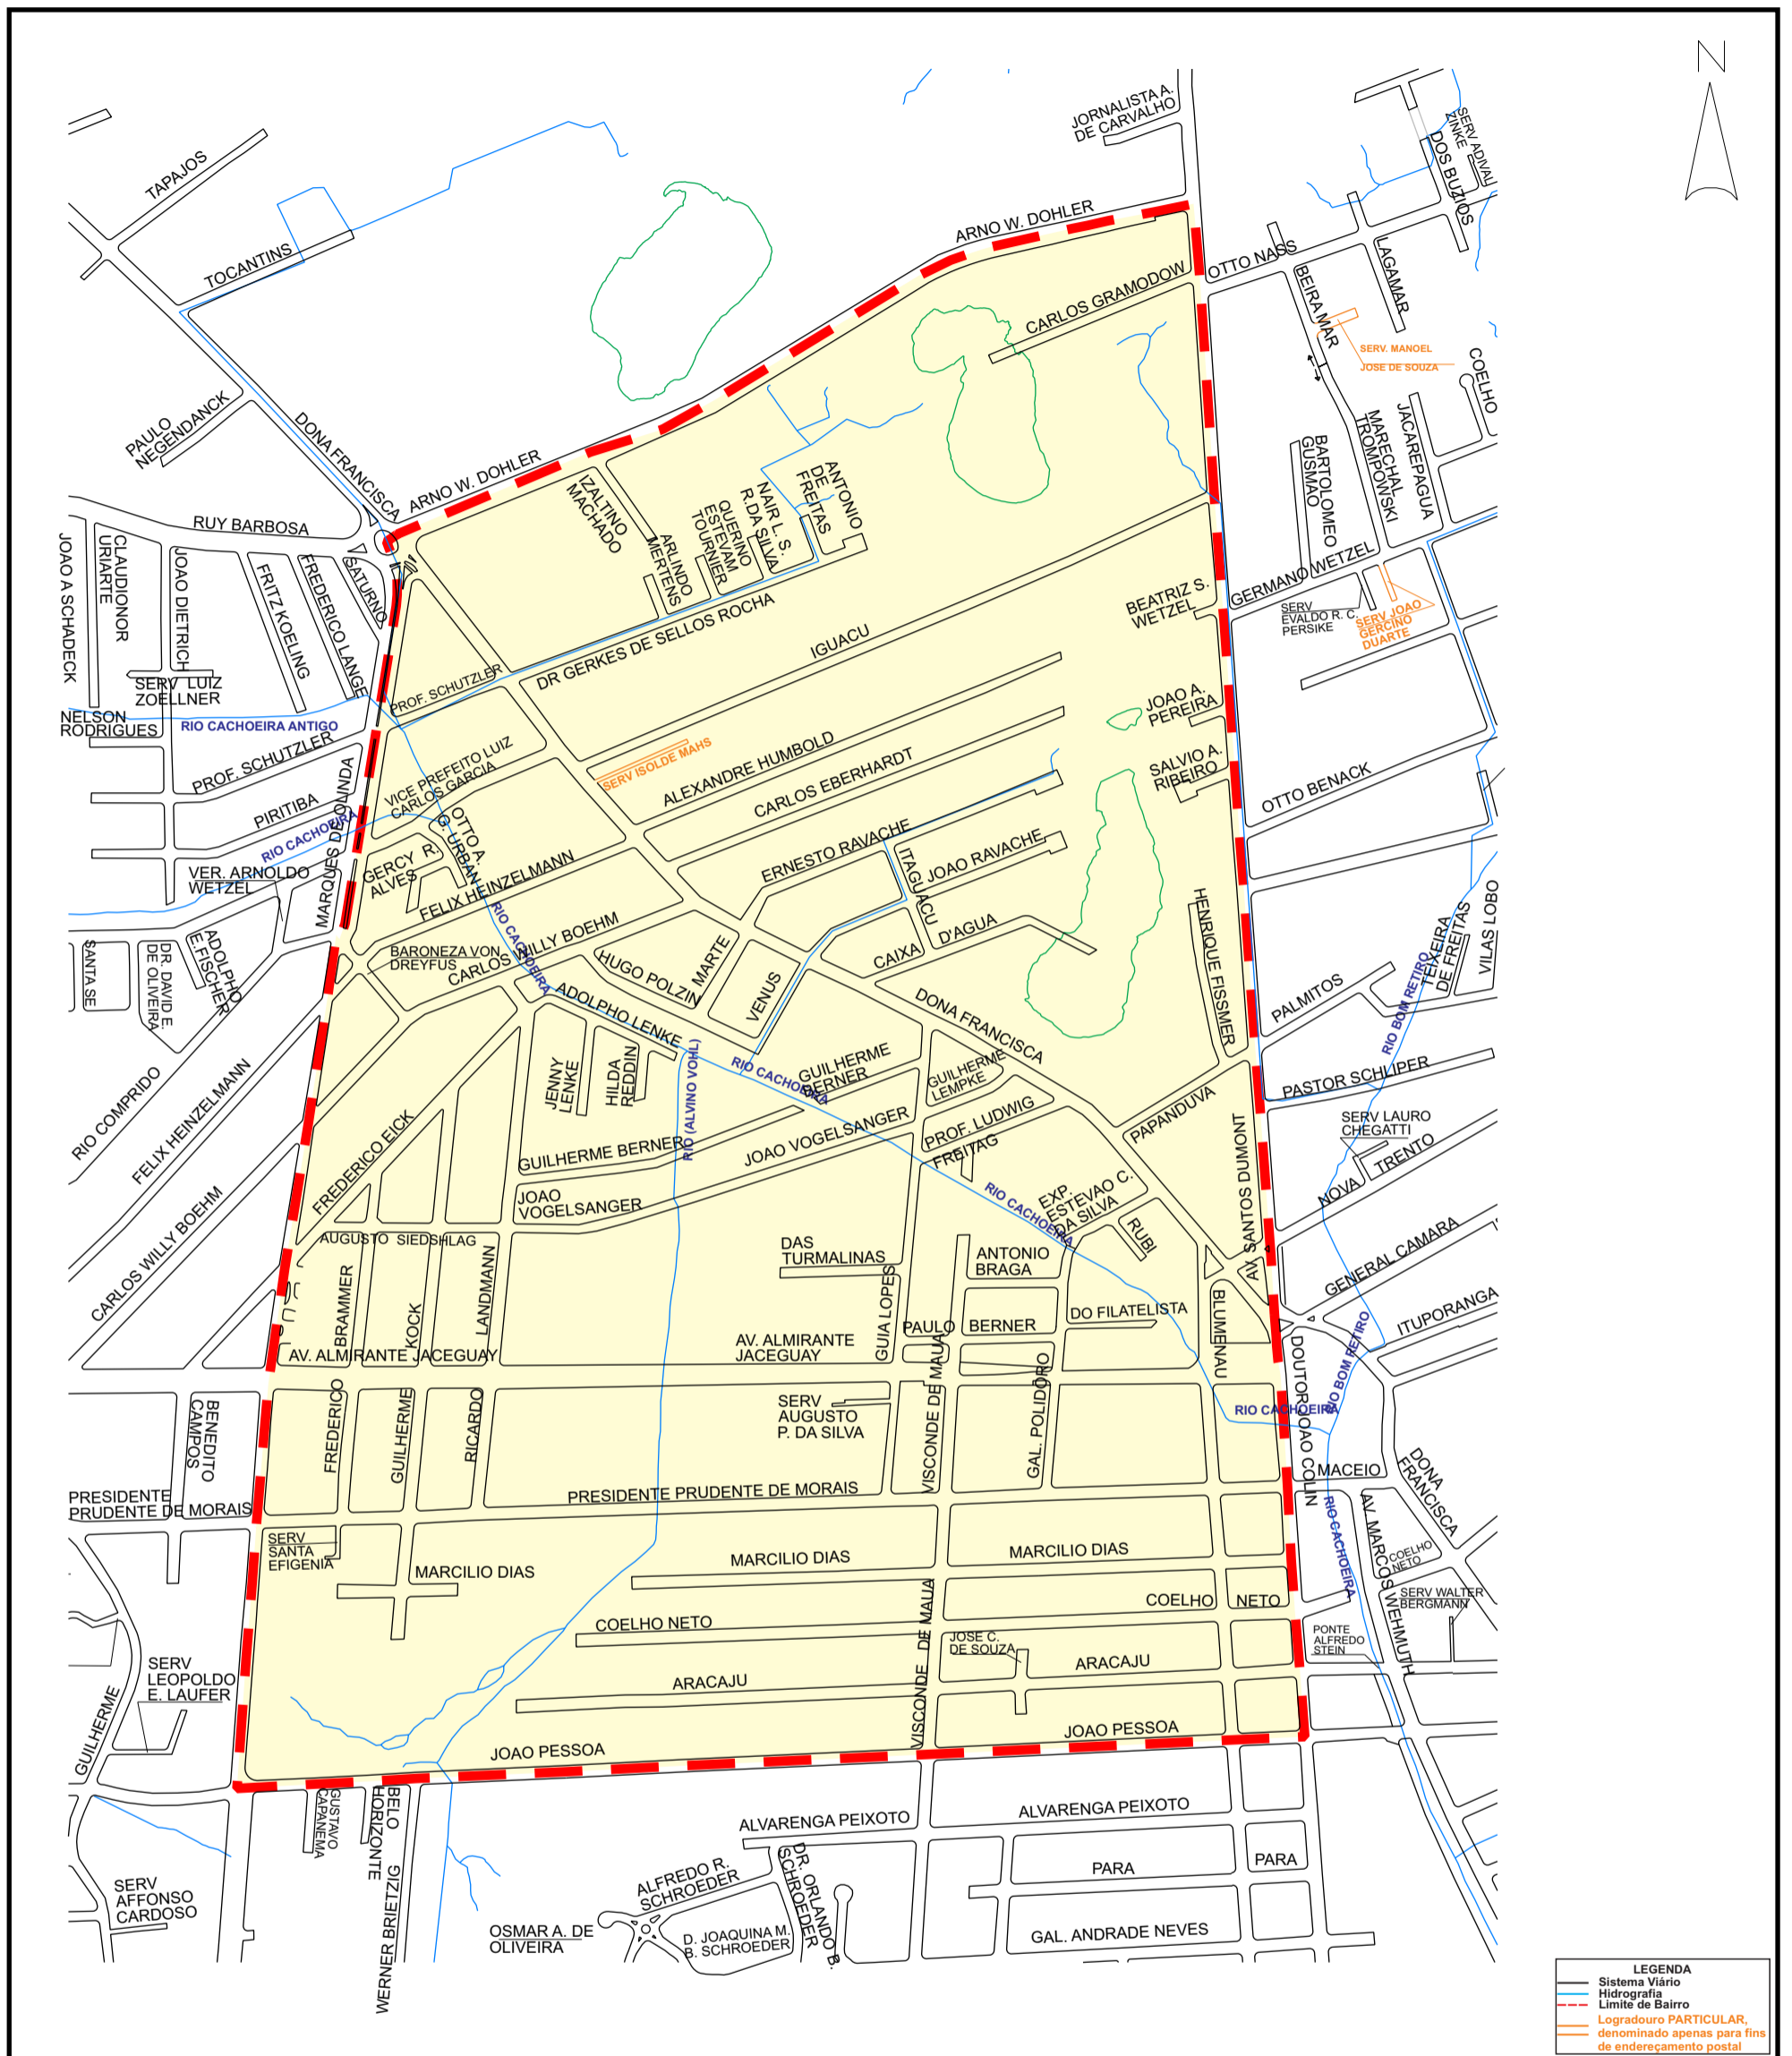 N
JORNALISTA A.
DE CARVALHO
SERV ADIVAL
ZINKE
DOS BUZIOS
TAPAJOS
TOCANTINS
ARNO W. DOHLER
OTTO NASS
LAGAMAR
BEIRA MAR
CARLOS GRAMODOW
SERV. MANOEL
JOSE DE SOUZA
COELHO
PAULO
NEGENDANCK
DONA FRANCISCA
ARNO W. DOHLER
JACAREPAGUA
MARECHAL
TROMPOWSKI
BARTOLOMEO
GUSMAO
RUY BARBOSA
IZALTINO
MACHADO
ARLINDO
MERTENS
QUERINO
ESTEVAM
TOURNIER
NAIR L. S.
R.DA SILVA
ANTONIO
DE
FREITAS
JOAO A SCHADECK
CLAUDIONOR
URIARTE
JOAO DIETRICH
FRITZ KOELING
FREDERICO LANGE
SATURNO
GERMANO WETZEL
BEATRIZ S.
WETZEL
SERV
EVALDO R. C.
PERSIKE
SERV JOAO
GERCINO
DUARTE
DR GERKES DE SELLOS ROCHA
IGUACU
SERV LUIZ
ZOELLNER
PROF. SCHUTZLER
NELSON
RODRIGUES
RIO CACHOEIRA ANTIGO
JOAO A.
PEREIRA
PROF. SCHUTZLER
VICE PREFEITO LUIZ
CARLOS GARCIA
SERV ISOLDE MAHS
ALEXANDRE HUMBOLD
CARLOS EBERHARDT
SALVIO A.
RIBEIRO
OTTO BENACK
PIRITIBA
RIO CACHOEIRA
MARQUES DE OLINDA
OTTO A.
O. URBAN
GERCY R.
ALVES
FELIX HEINZELMANN
ERNESTO RAVACHE
ITAGUACU
JOAO RAVACHE
VER. ARNOLDO
WETZEL
HENRIQUE FISSMER
SANTA SE
DR. DAVID E.
DE OLIVEIRA
ADOLPHO
E.FISCHER
BARONEZA VON
DREYFUS
CARLOS WILLY BOEHM
RIO CACHOEIRA
HUGO POLZIN
MARTE
VENUS
CAIXA
D'AGUA
TEIXEIRA
DE FREITAS
VILAS LOBO
PALMITOS
RIO BOM RETIRO
ADOLPHO LENKE
DONA FRANCISCA
JENNY
LENKE
HILDA
REDDIN
RIO (ALVINO VOHL)
RIO CACHOEIRA
GUILHERME
BERNER
GUILHERME
LEMPKE
PASTOR SCHLIPER
RIO COMPRIDO
FELIX HEINZELMANN
PAPANDUVA
SERV LAURO
CHEGATTI
PROF. LUDWIG
FREITAG
JOAO VOGELSANGER
GUILHERME BERNER
TRENTO
NOVA
FREDERICO EICK
JOAO
VOGELSANGER
EXP.
ESTEVAO C.
DA SILVA
RIO CACHOEIRA
RUBI
AV. SANTOS DUMONT
CARLOS WILLY BOEHM
AUGUSTO SIEDSHLAG
DAS
TURMALINAS
ANTONIO
BRAGA
GENERAL CAMARA
BRAMMER
KOCK
LANDMANN
GUIA LOPES
PAULO BERNER
DO FILATELISTA
BLUMENAU
ITUPORANGA
AV. ALMIRANTE JACEGUAY
AV. ALMIRANTE
JACEGUAY
DOUTOR JOAO COLIN
RIO BOM RETIRO
BENEDITO
CAMPOS
FREDERICO
GUILHERME
RICARDO
SERV
AUGUSTO
P. DA SILVA
VISCONDE DE MAUA
GAL. POLIDORO
RIO CACHOEIRA
MACEIO
DONA
FRANCISCA
PRESIDENTE
PRUDENTE DE MORAIS
PRESIDENTE PRUDENTE DE MORAIS
SERV
SANTA
EFIGENIA
MARCILIO DIAS
MARCILIO DIAS
MARCILIO DIAS
RIO CACHOEIRA
AV. MARCOS WEHMUTH
COELHO
NETO
SERV WALTER
BERGMANN
COELHO NETO
VISCONDE DE MAUA
COELHO NETO
JOSE C.
DE SOUZA
PONTE
ALFREDO
STEIN
SERV
LEOPOLDO
E. LAUFER
ARACAJU
ARACAJU
GUILHERME
JOAO PESSOA
JOAO PESSOA
GUSTAVO
CAPANEMA
BELO
HORIZONTE
WERNER BRIETZIG
ALVARENGA PEIXOTO
ALVARENGA PEIXOTO
SERV
AFFONSO
CARDOSO
ALFREDO R.
SCHROEDER
DR. ORLANDO B.
SCHROEDER
PARA
PARA
OSMAR A. DE
OLIVEIRA
D. JOAQUINA M.
B. SCHROEDER
GAL. ANDRADE NEVES
LEGENDA
Sistema Viário
Hidrografia
Limite de Bairro
Logradouro PARTICULAR,
denominado apenas para fins
de endereçamento postal